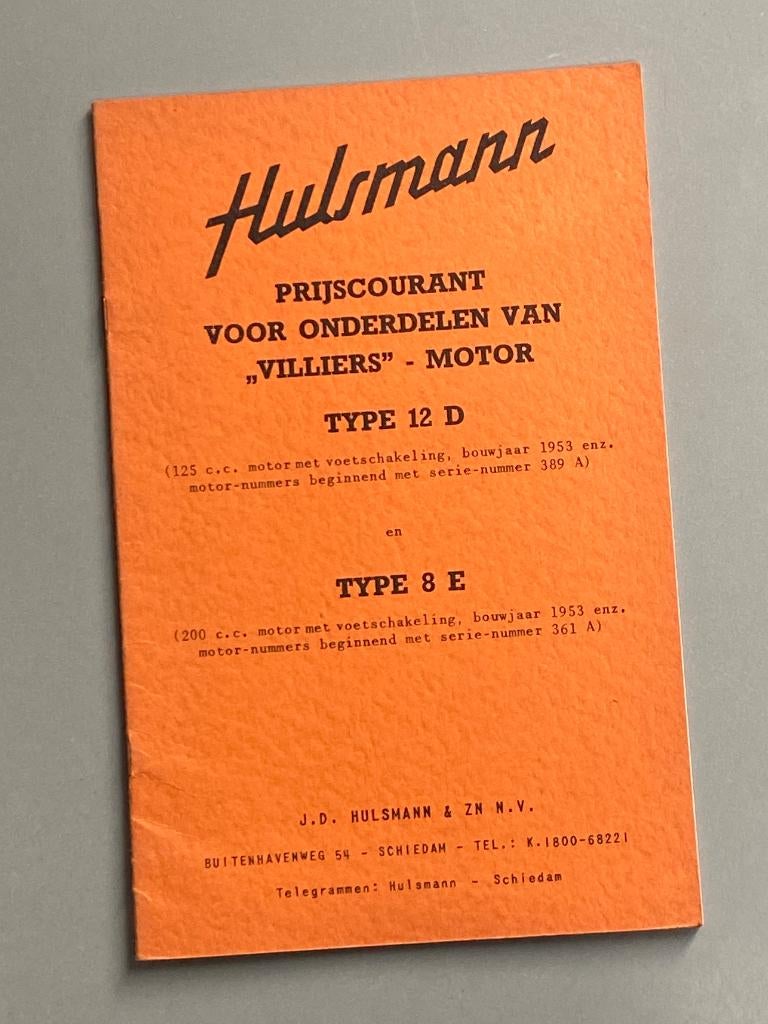 Hulsmann
PRIJSCOURANT
VOOR ONDERDELEN VAN
„VILLIERS” - MOTOR
TYPE 12 D
(125 c.c. motor met voetschakeling, bouwjaar 1953 enz.
motor-nummers beginnend met serie-nummer 389 A)
en
TYPE 8 E
(200 c.c. motor met voetschakeling, bouwjaar 1953 enz.
motor-nummers beginnend met serie-nummer 361 A)
J.D. HULSMANN & ZN N.V.
BUITENHAVENWEG 54 - SCHIEDAM - TEL.: K.1800-68221
Telegrammen: Hulsmann - Schiedam